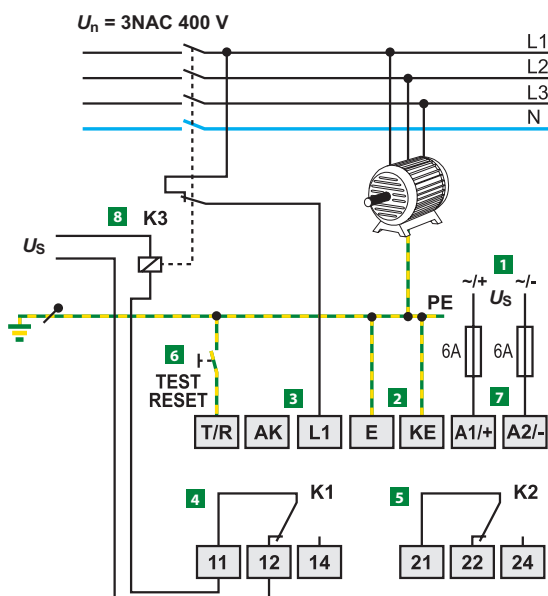 Un = 3NAC 400 V
L1
L2
L3
N
8 K3
US
1
~/+ ~/-
US
PE
6A 6A
6
TEST
RESET
3 2 7
T/R AK L1 E KE A1/+ A2/-
4 K1 5 K2
11 12 14 21 22 24